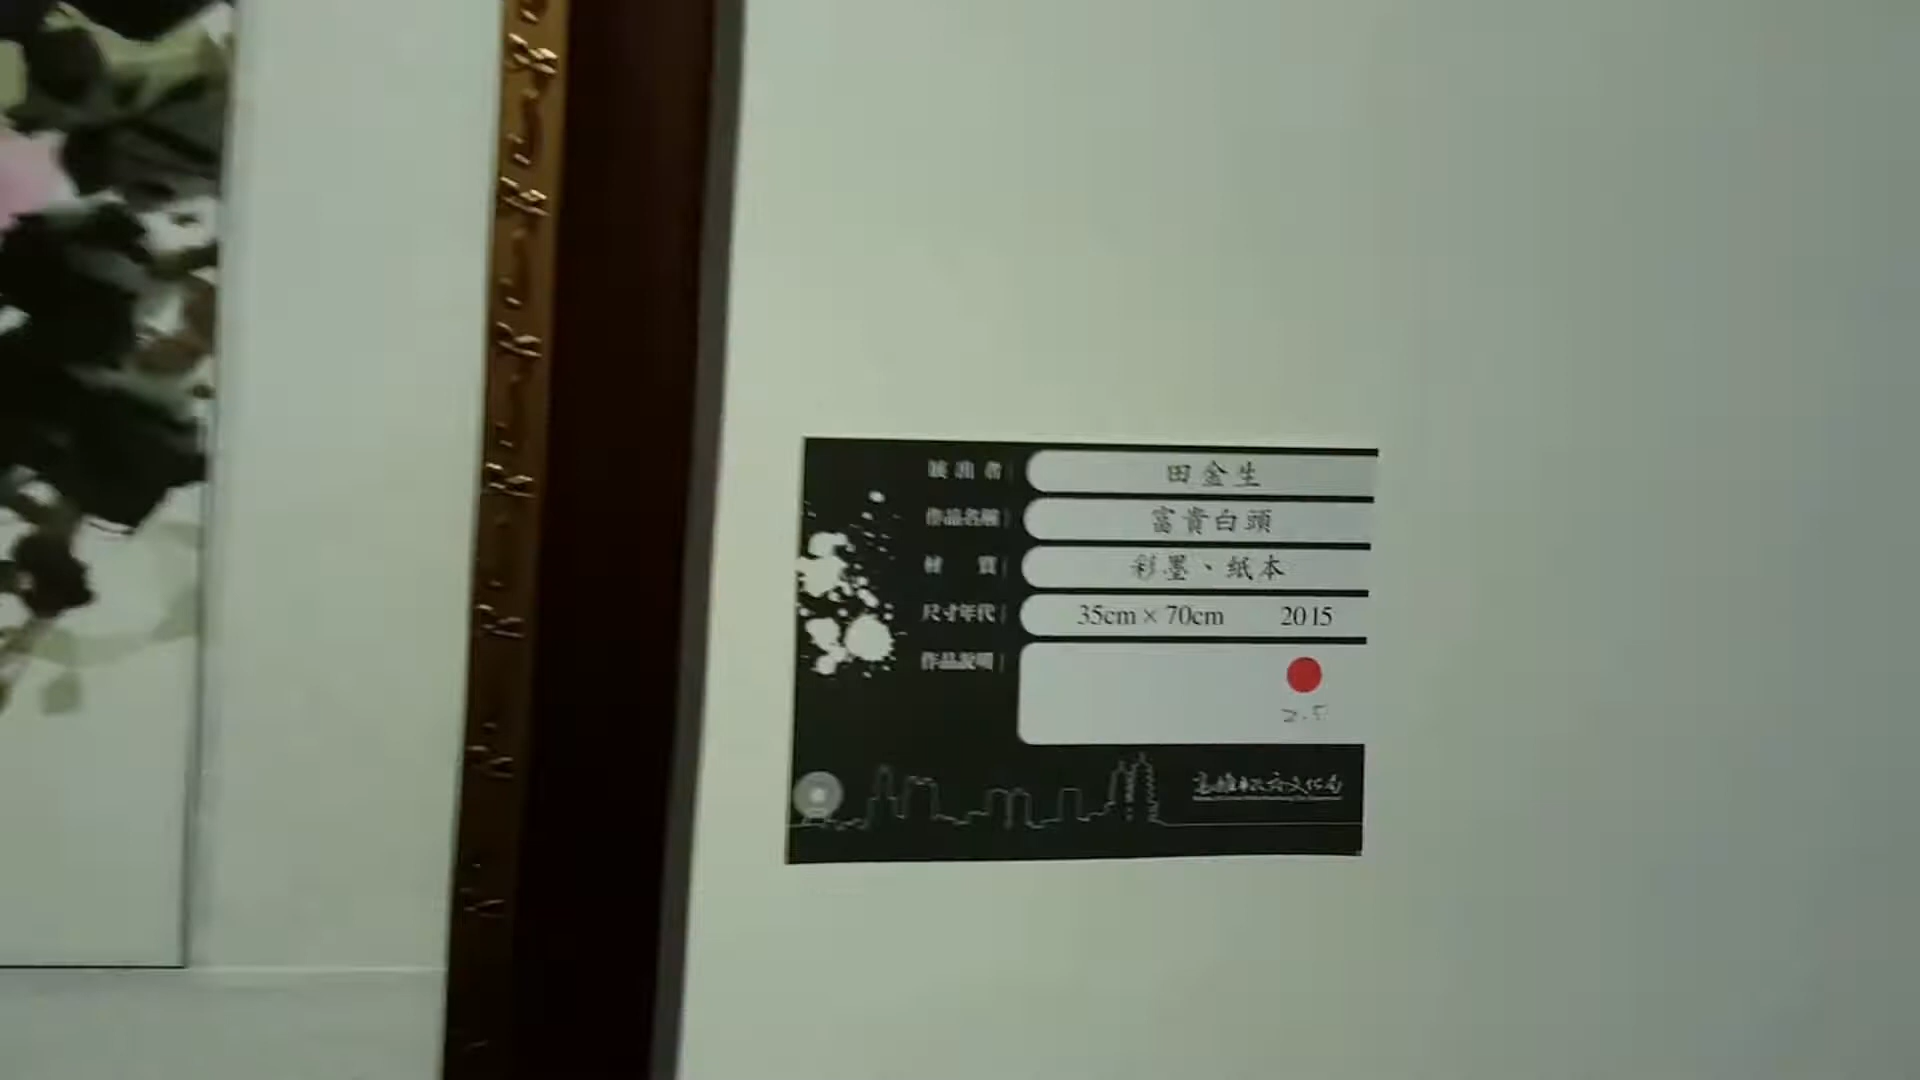 展出者| 田金生
作品名稱| 富貴白頭
材質| 彩墨、紙本
尺寸年代| 35cm×70cm 2015
作品說明|
2.5
高雄市政府文化局